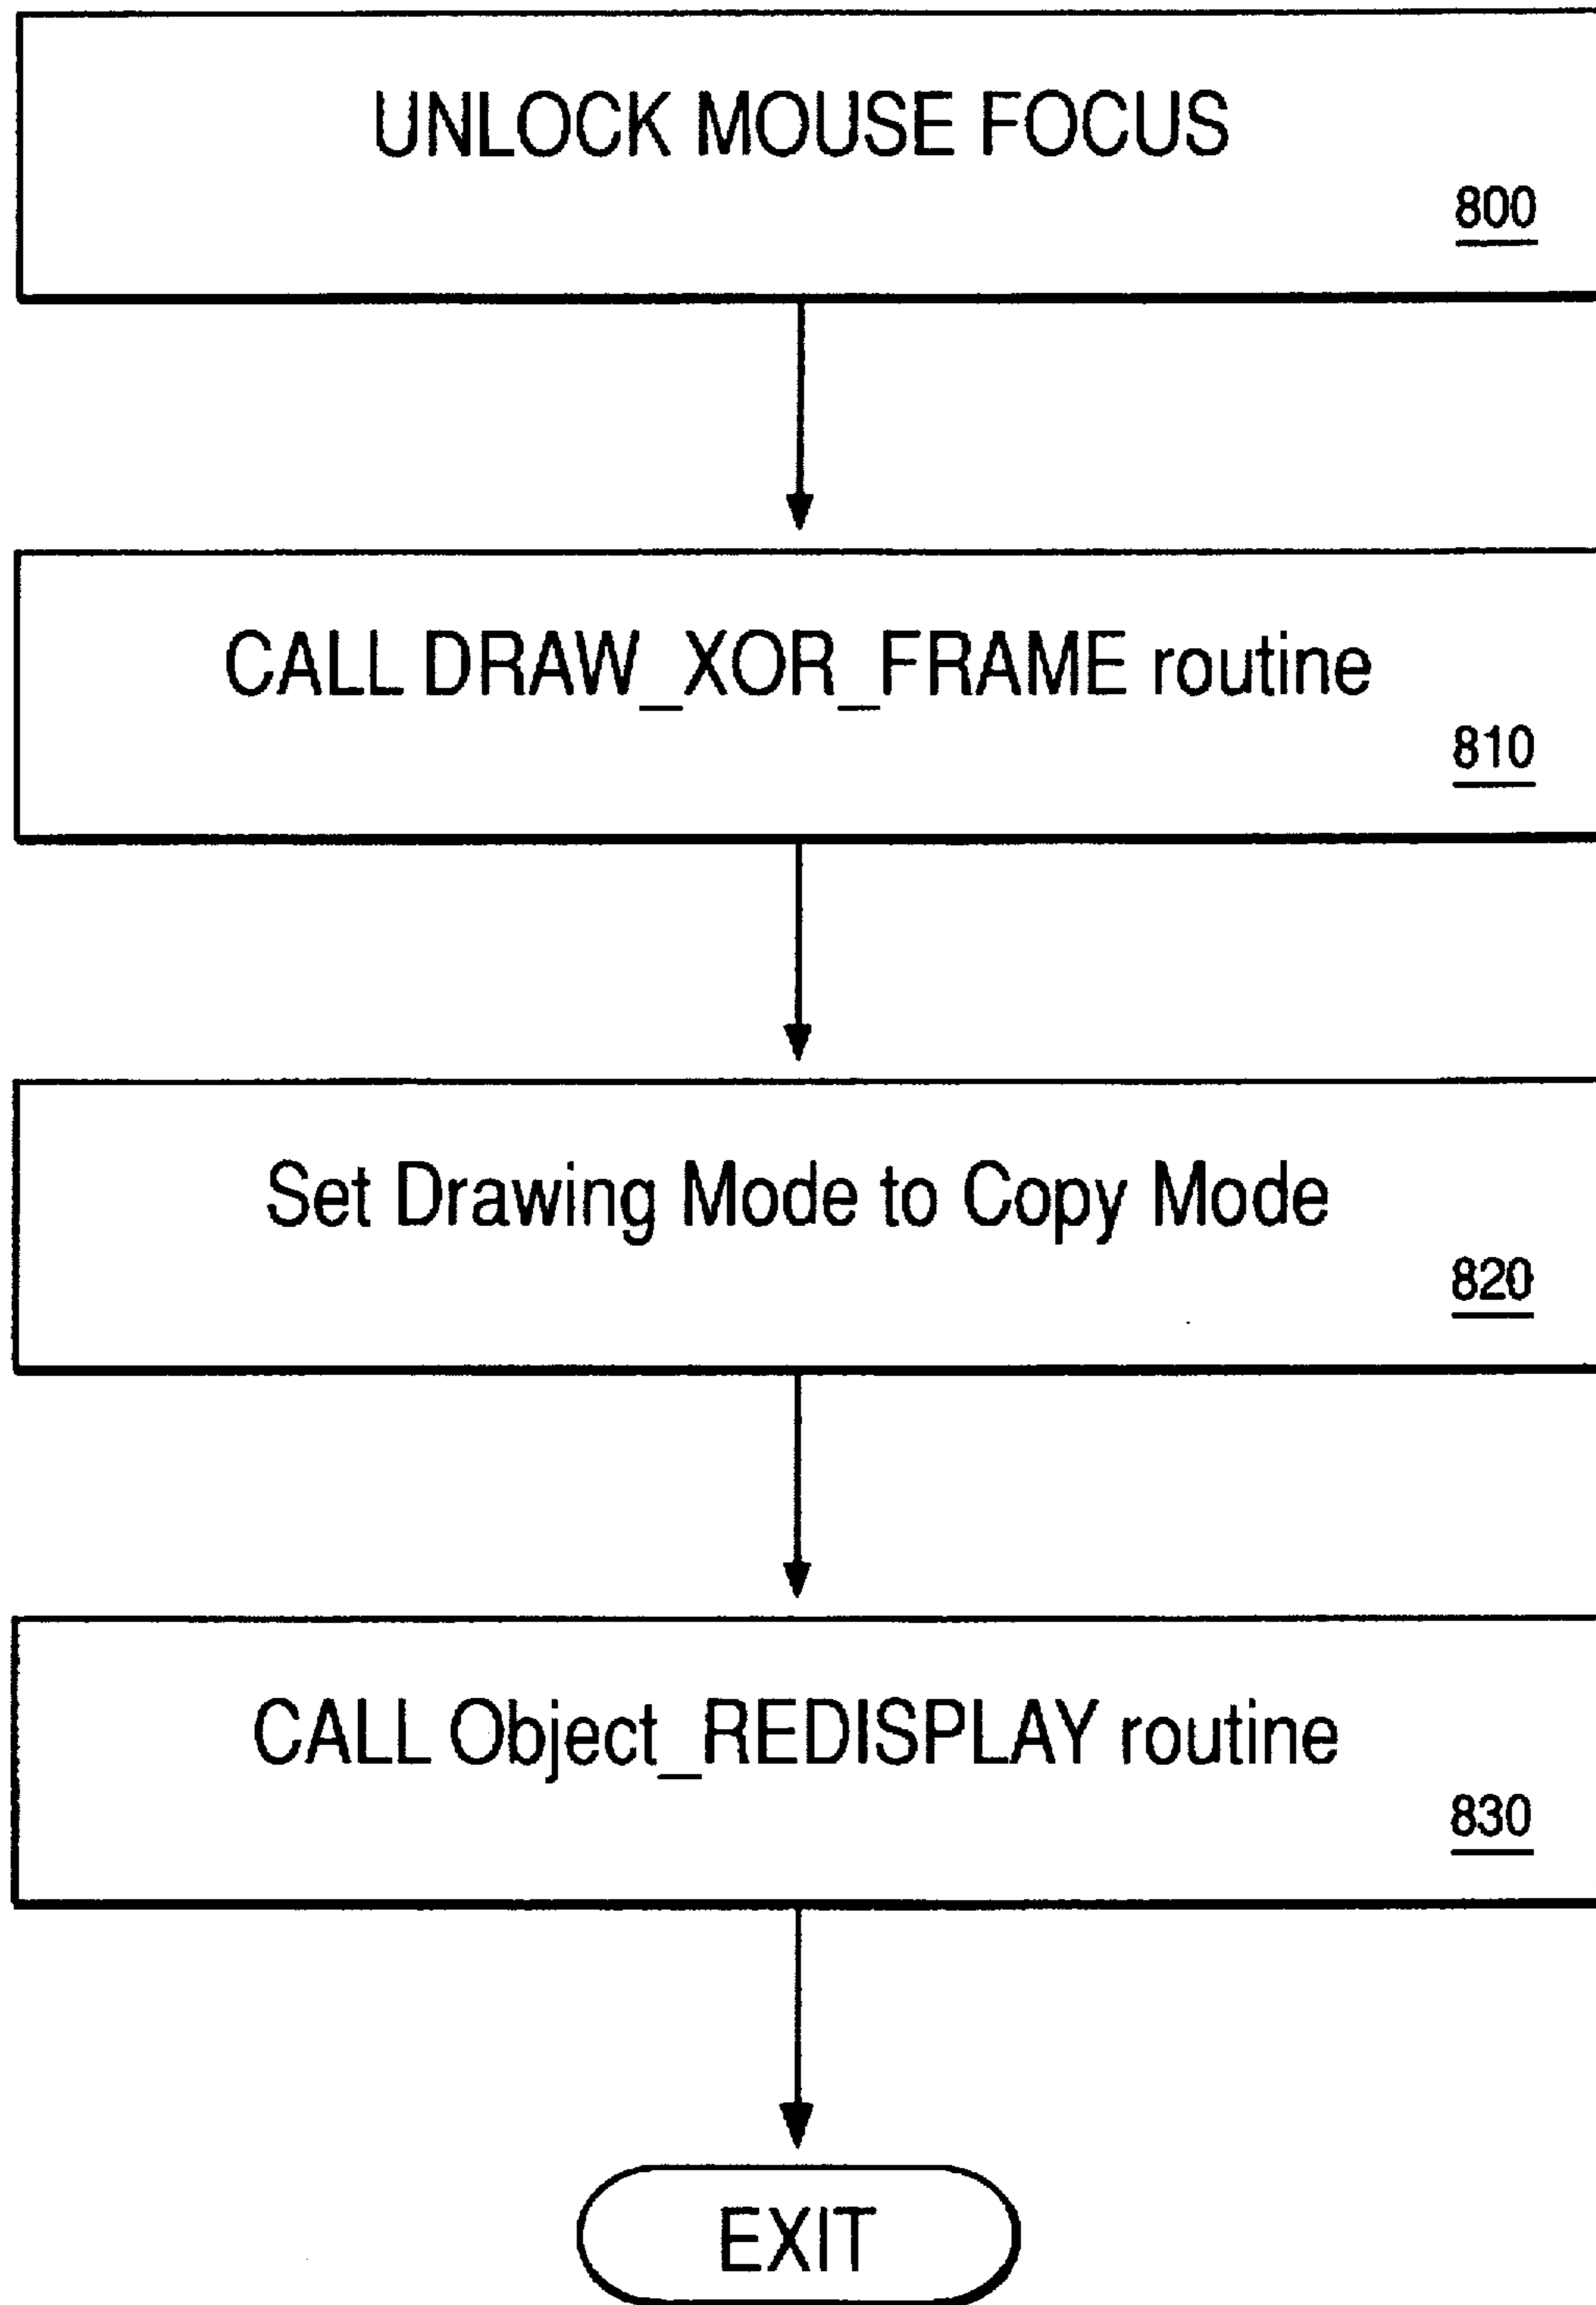 UNLOCK MOUSE FOCUS
800
CALL DRAW_XOR_FRAME routine
810
Set Drawing Mode to Copy Mode
820
CALL Object_REDISPLAY routine
830
EXIT